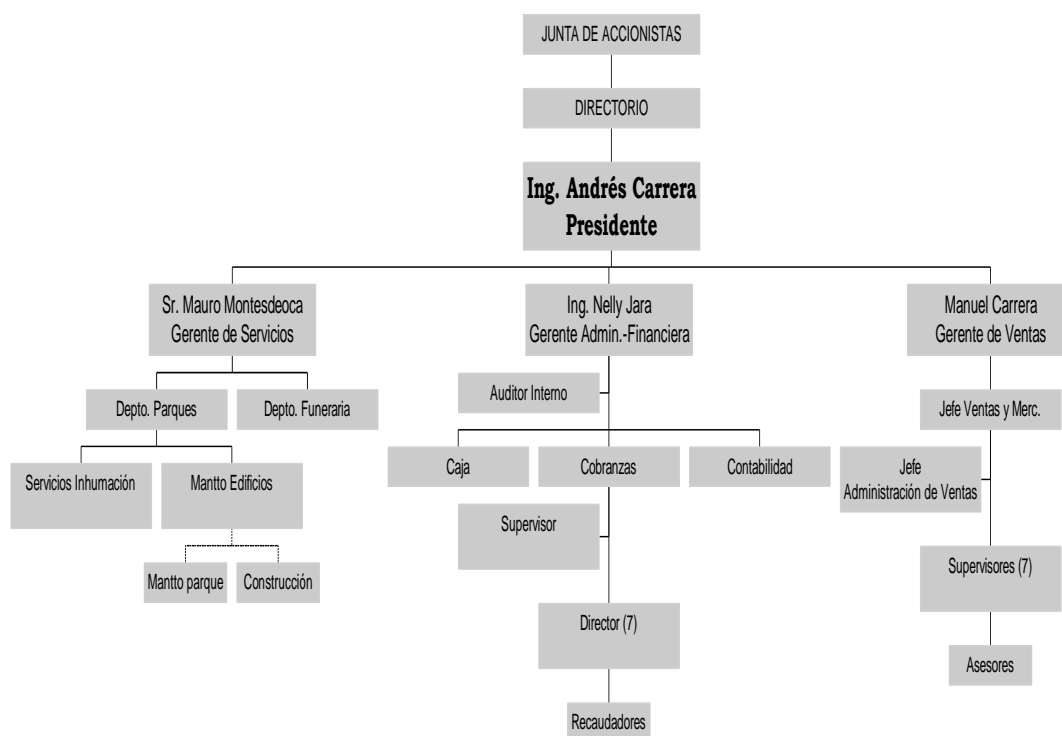 JUNTA DE ACCIONISTAS
DIRECTORIO
Ing. Andrés Carrera
Presidente
Sr. Mauro Montesdeoca
Gerente de Servicios
Ing. Nelly Jara
Gerente Admin.-Financiera
Manuel Carrera
Gerente de Ventas
Auditor Interno
Depto. Parques
Depto. Funeraria
Jefe Ventas y Merc.
Servicios Inhumación
Mantto Edificios
Caja
Cobranzas
Contabilidad
Jefe
Administración de Ventas
Supervisor
Mantto parque
Construcción
Supervisores (7)
Director (7)
Asesores
Recaudadores